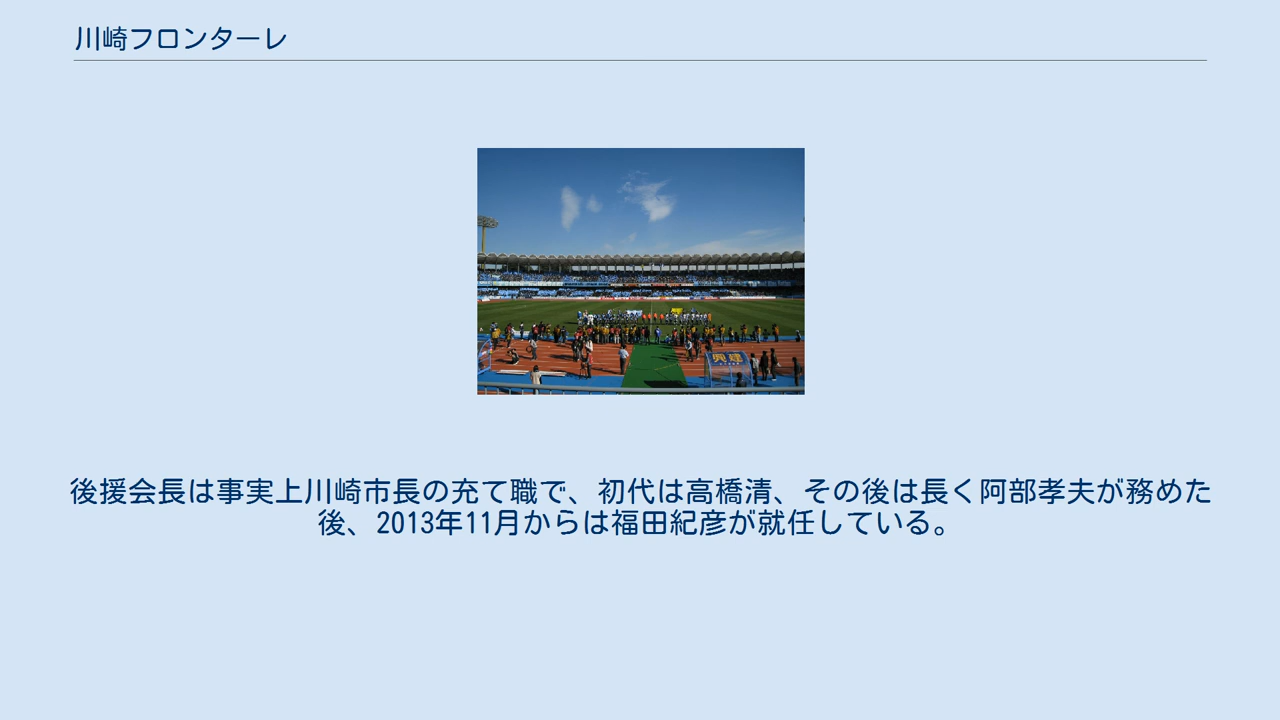 川崎フロンターレ
後援会長は事実上川崎市長の充て職で、初代は高橋清、その後は長く阿部孝夫が務めた
後、2013年11月からは福田紀彦が就任している。